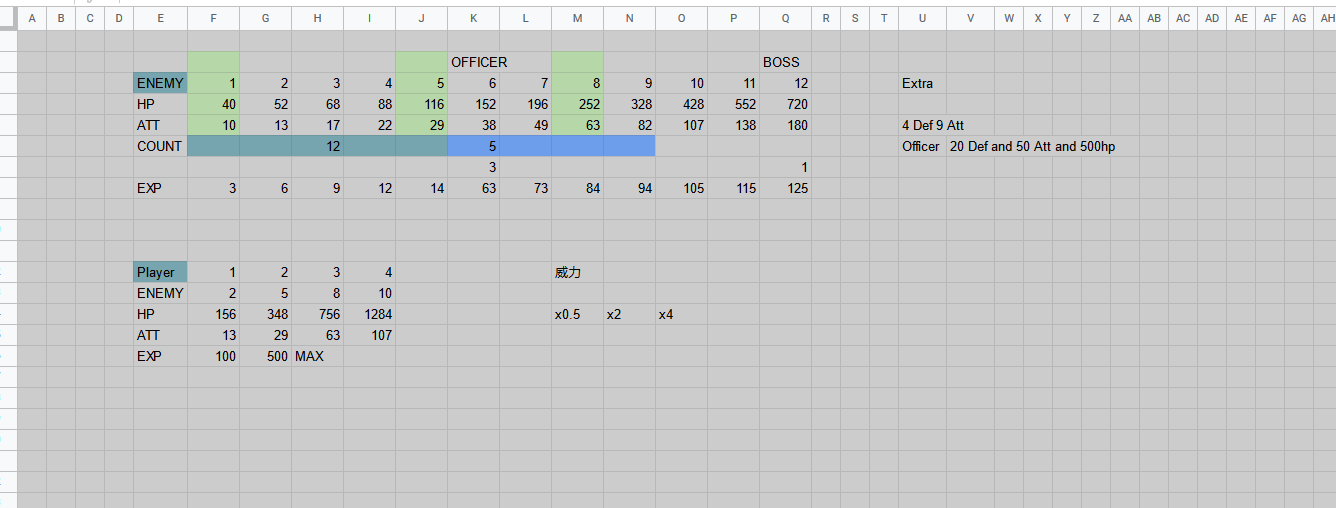 A B C D E F G H I J K L M N O P Q R S T U V W X Y Z AA AB AC AD AE AF AG AH
OFFICER BOSS
ENEMY 1 2 3 4 5 6 7 8 9 10 11 12 Extra
HP 40 52 68 88 116 152 196 252 328 428 552 720
ATT 10 13 17 22 29 38 49 63 82 107 138 180 4 Def 9 Att
COUNT 12 5 Officer 20 Def and 50 Att and 500hp
3 1
EXP 3 6 9 12 14 63 73 84 94 105 115 125
Player 1 2 3 4 威力
ENEMY 2 5 8 10
HP 156 348 756 1284 x0.5 x2 x4
ATT 13 29 63 107
EXP 100 500 MAX